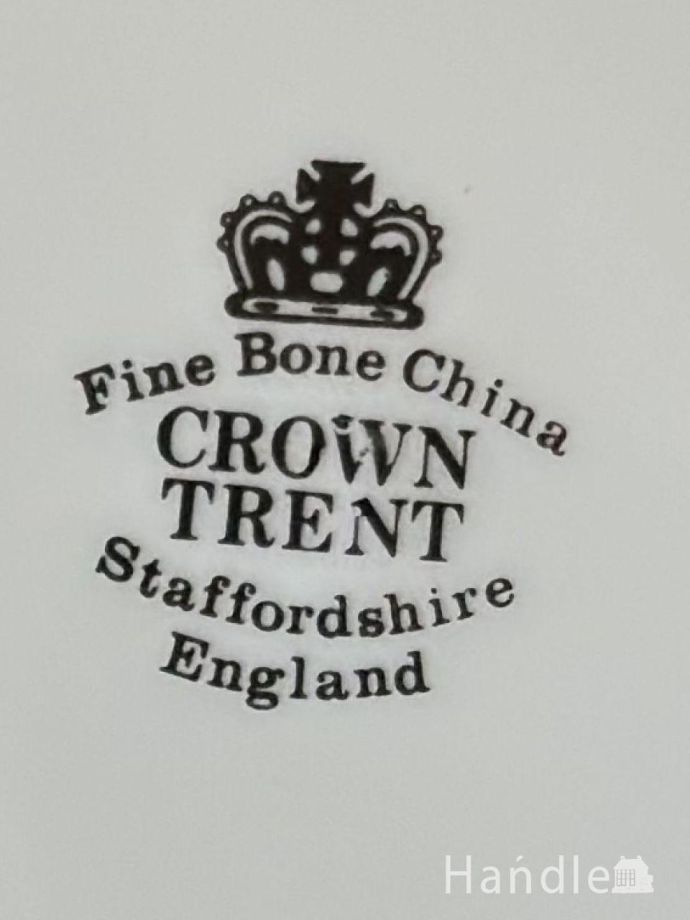 Fine Bone China
CROWN
TRENT
Staffordshire
England
Handle